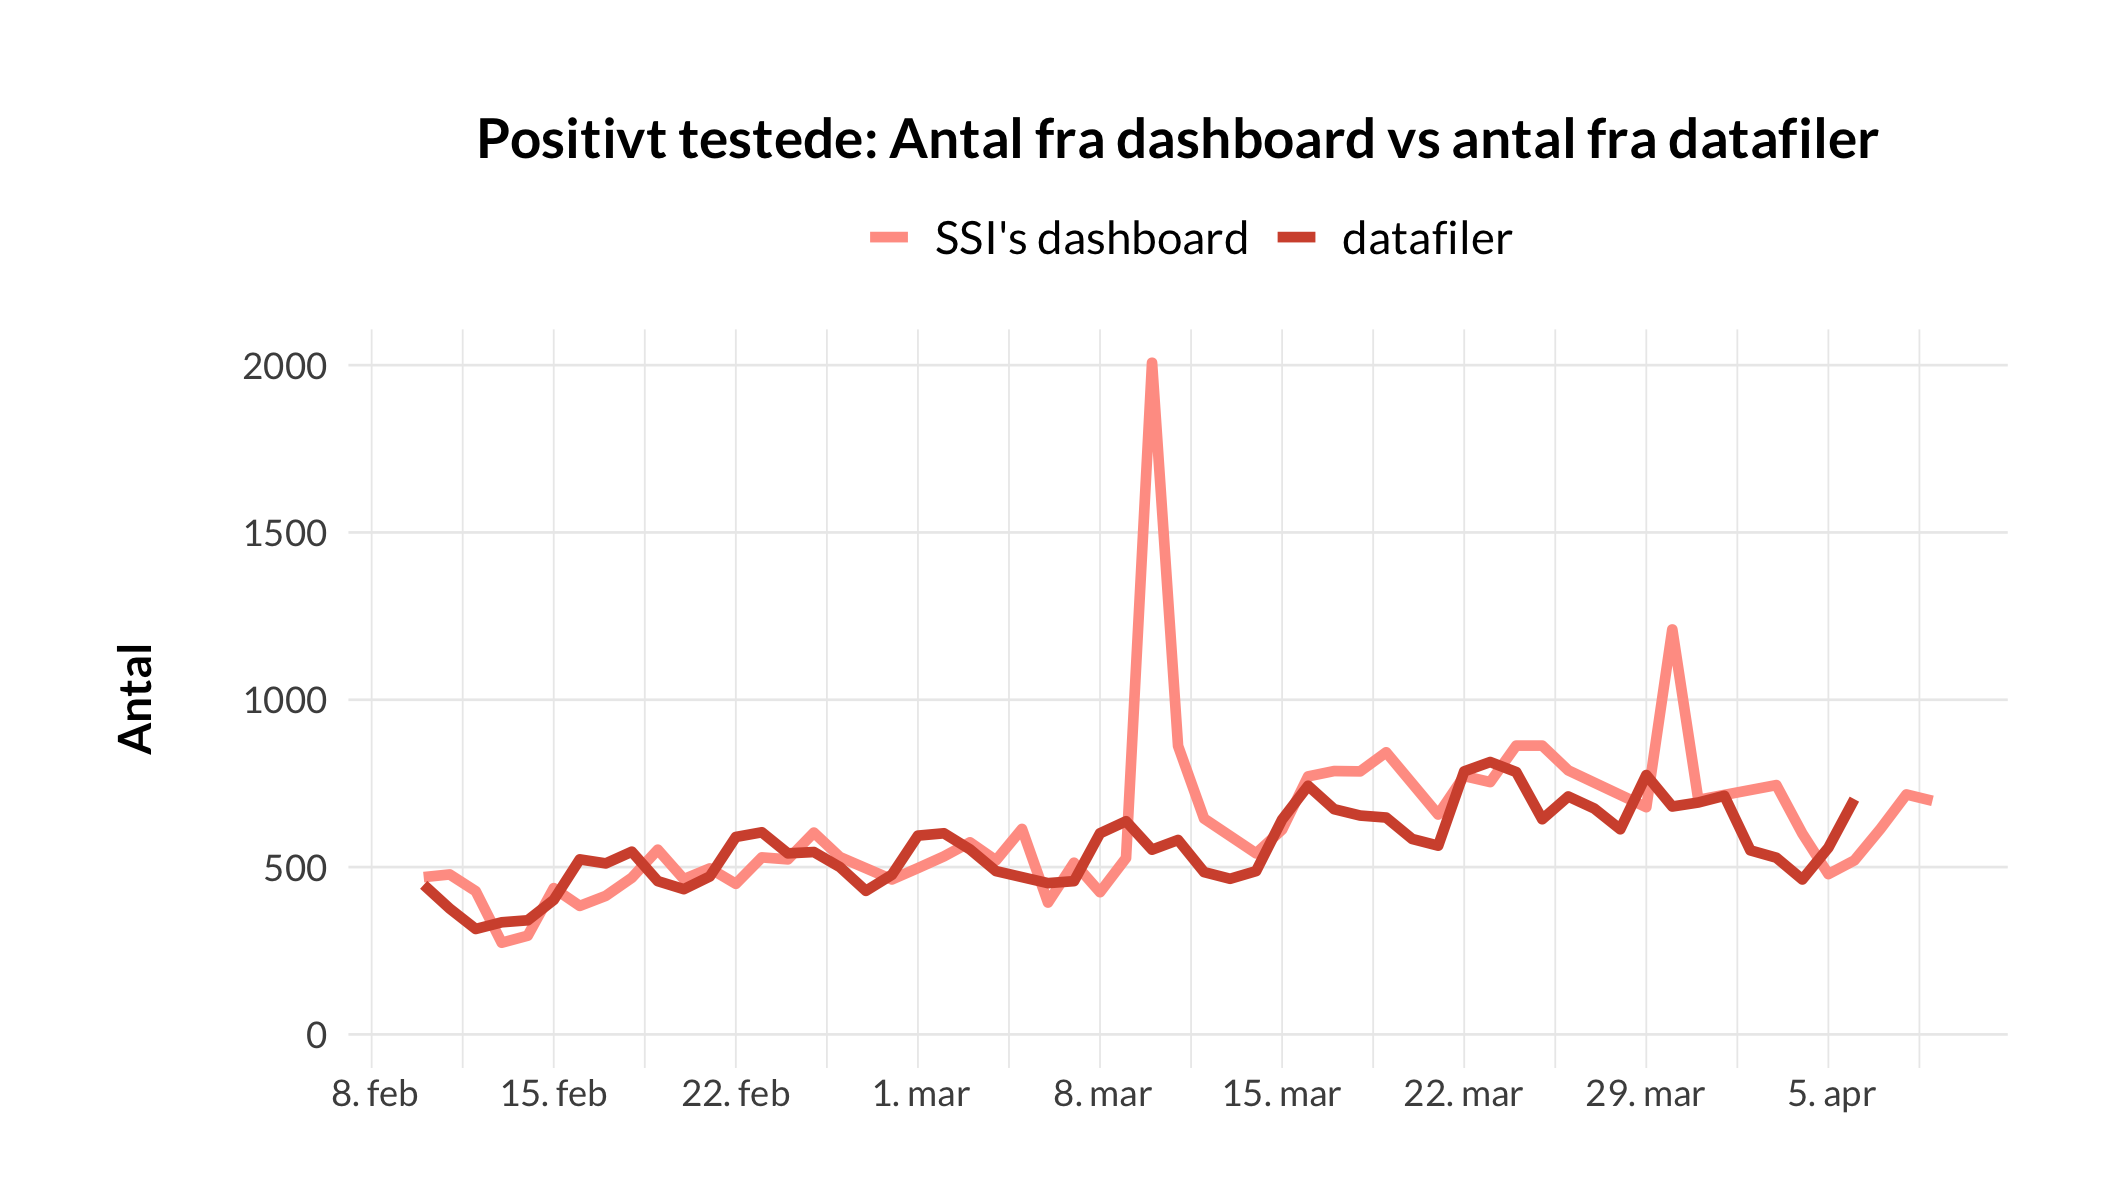 Positivt testede: Antal fra dashboard vs antal fra datafiler
SSI's dashboard datafiler
Antal
2000
1500
1000
500
0
8. feb 15. feb 22. feb 1. mar 8. mar 15. mar 22. mar 29. mar 5. apr